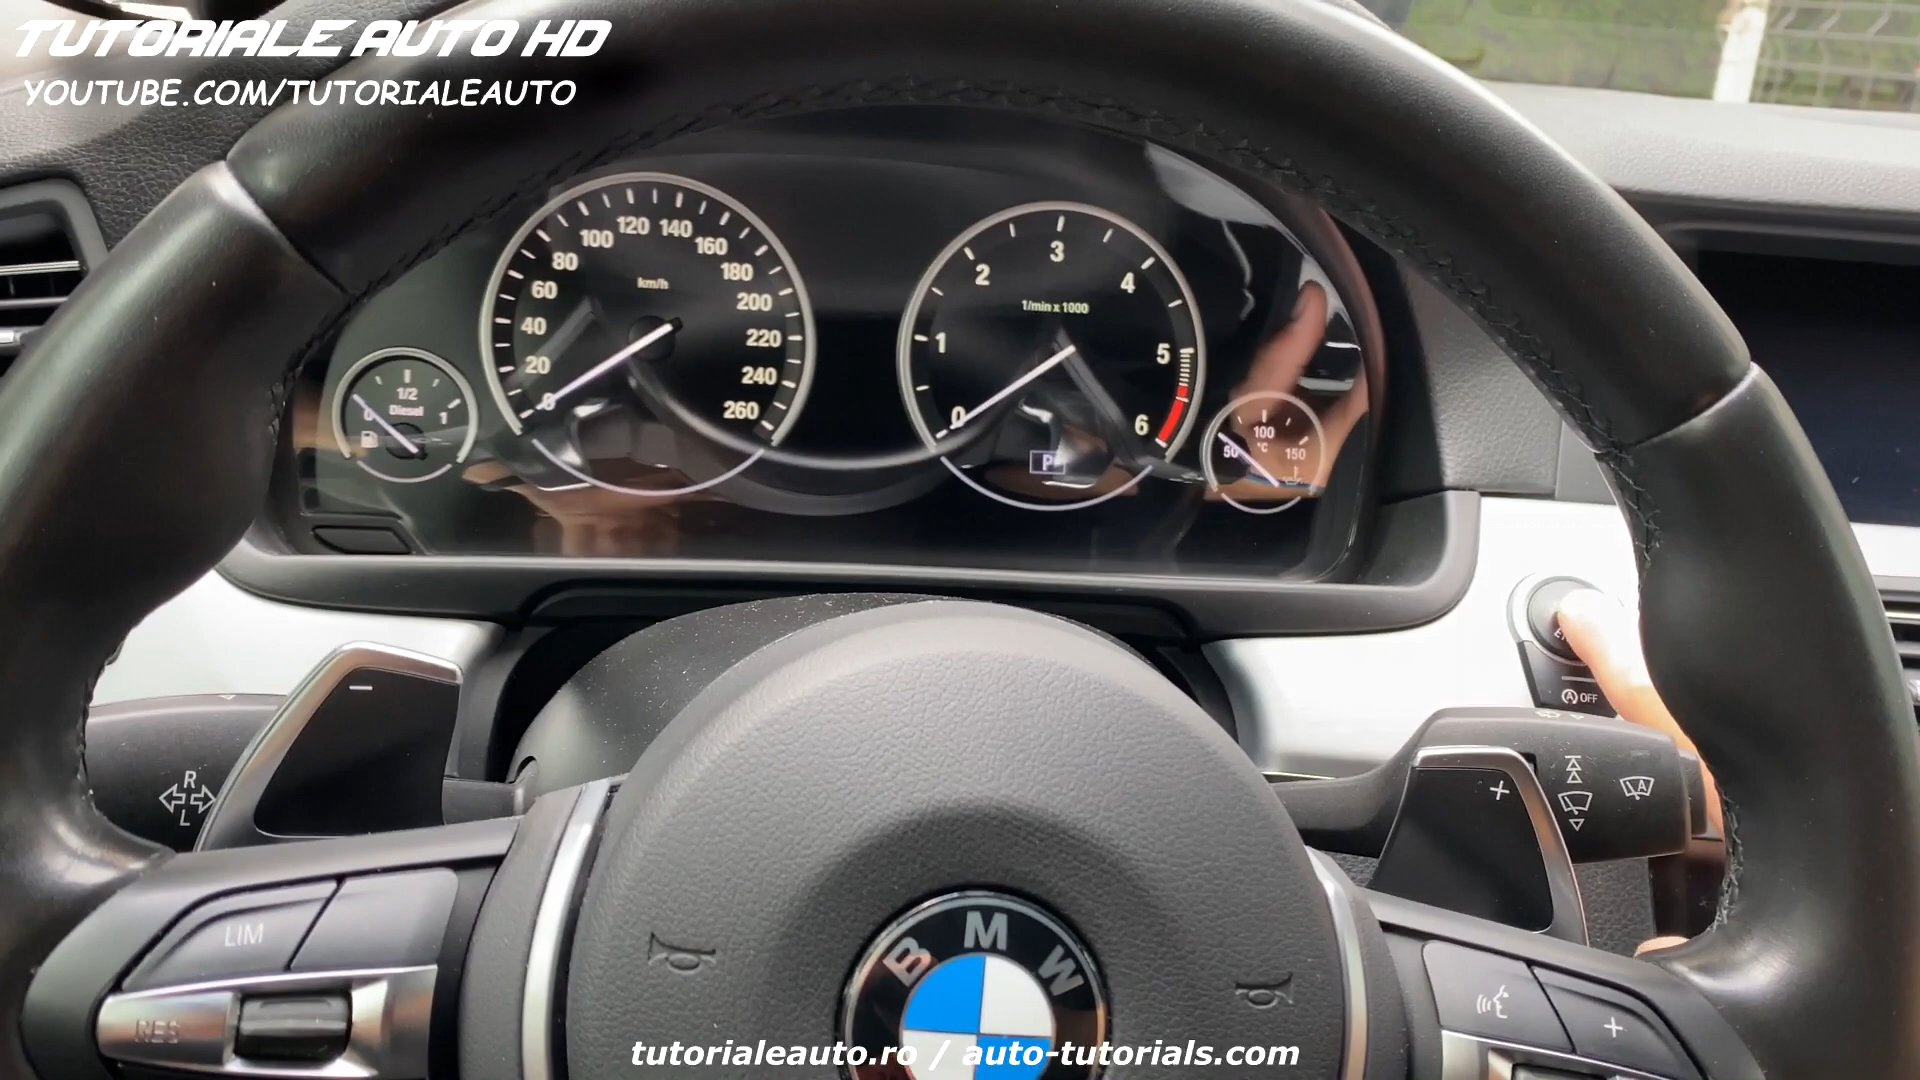 TUTORIALE AUTO HD
YOUTUBE.COM/TUTORIALEAUTO
0 20 40 60 80 100 120 140 160 180 200 220 240 260
km/h
0 1 2 3 4 5 6
1/min x 1000
0 1/2 1
Diesel
50 100 150
°C
P
A OFF
R
L
−
+
A
LIM
RES
+
BMW
tutorialeauto.ro / auto-tutorials.com